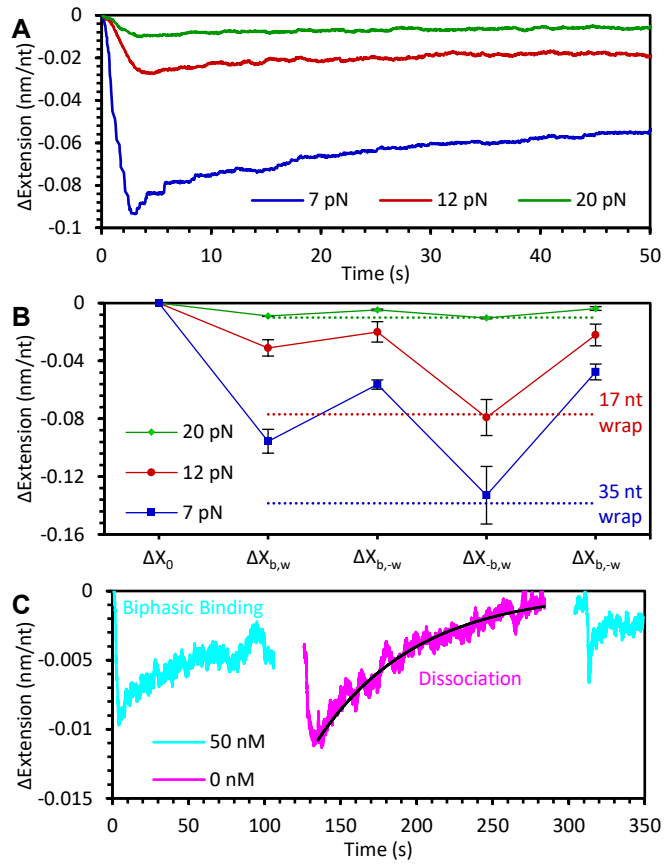 A
ΔExtension (nm/nt)
0
-0.02
-0.04
-0.06
-0.08
-0.1
7 pN
12 pN
20 pN
0
10
20
30
40
50
Time (s)
B
ΔExtension (nm/nt)
0
-0.04
-0.08
-0.12
-0.16
20 pN
12 pN
7 pN
17 nt
wrap
35 nt
wrap
ΔX0
ΔXb,w
ΔXb,-w
ΔX-b,w
ΔXb,-w
C
ΔExtension (nm/nt)
0
-0.005
-0.01
-0.015
Biphasic Binding
Dissociation
50 nM
0 nM
0
50
100
150
200
250
300
350
Time (s)